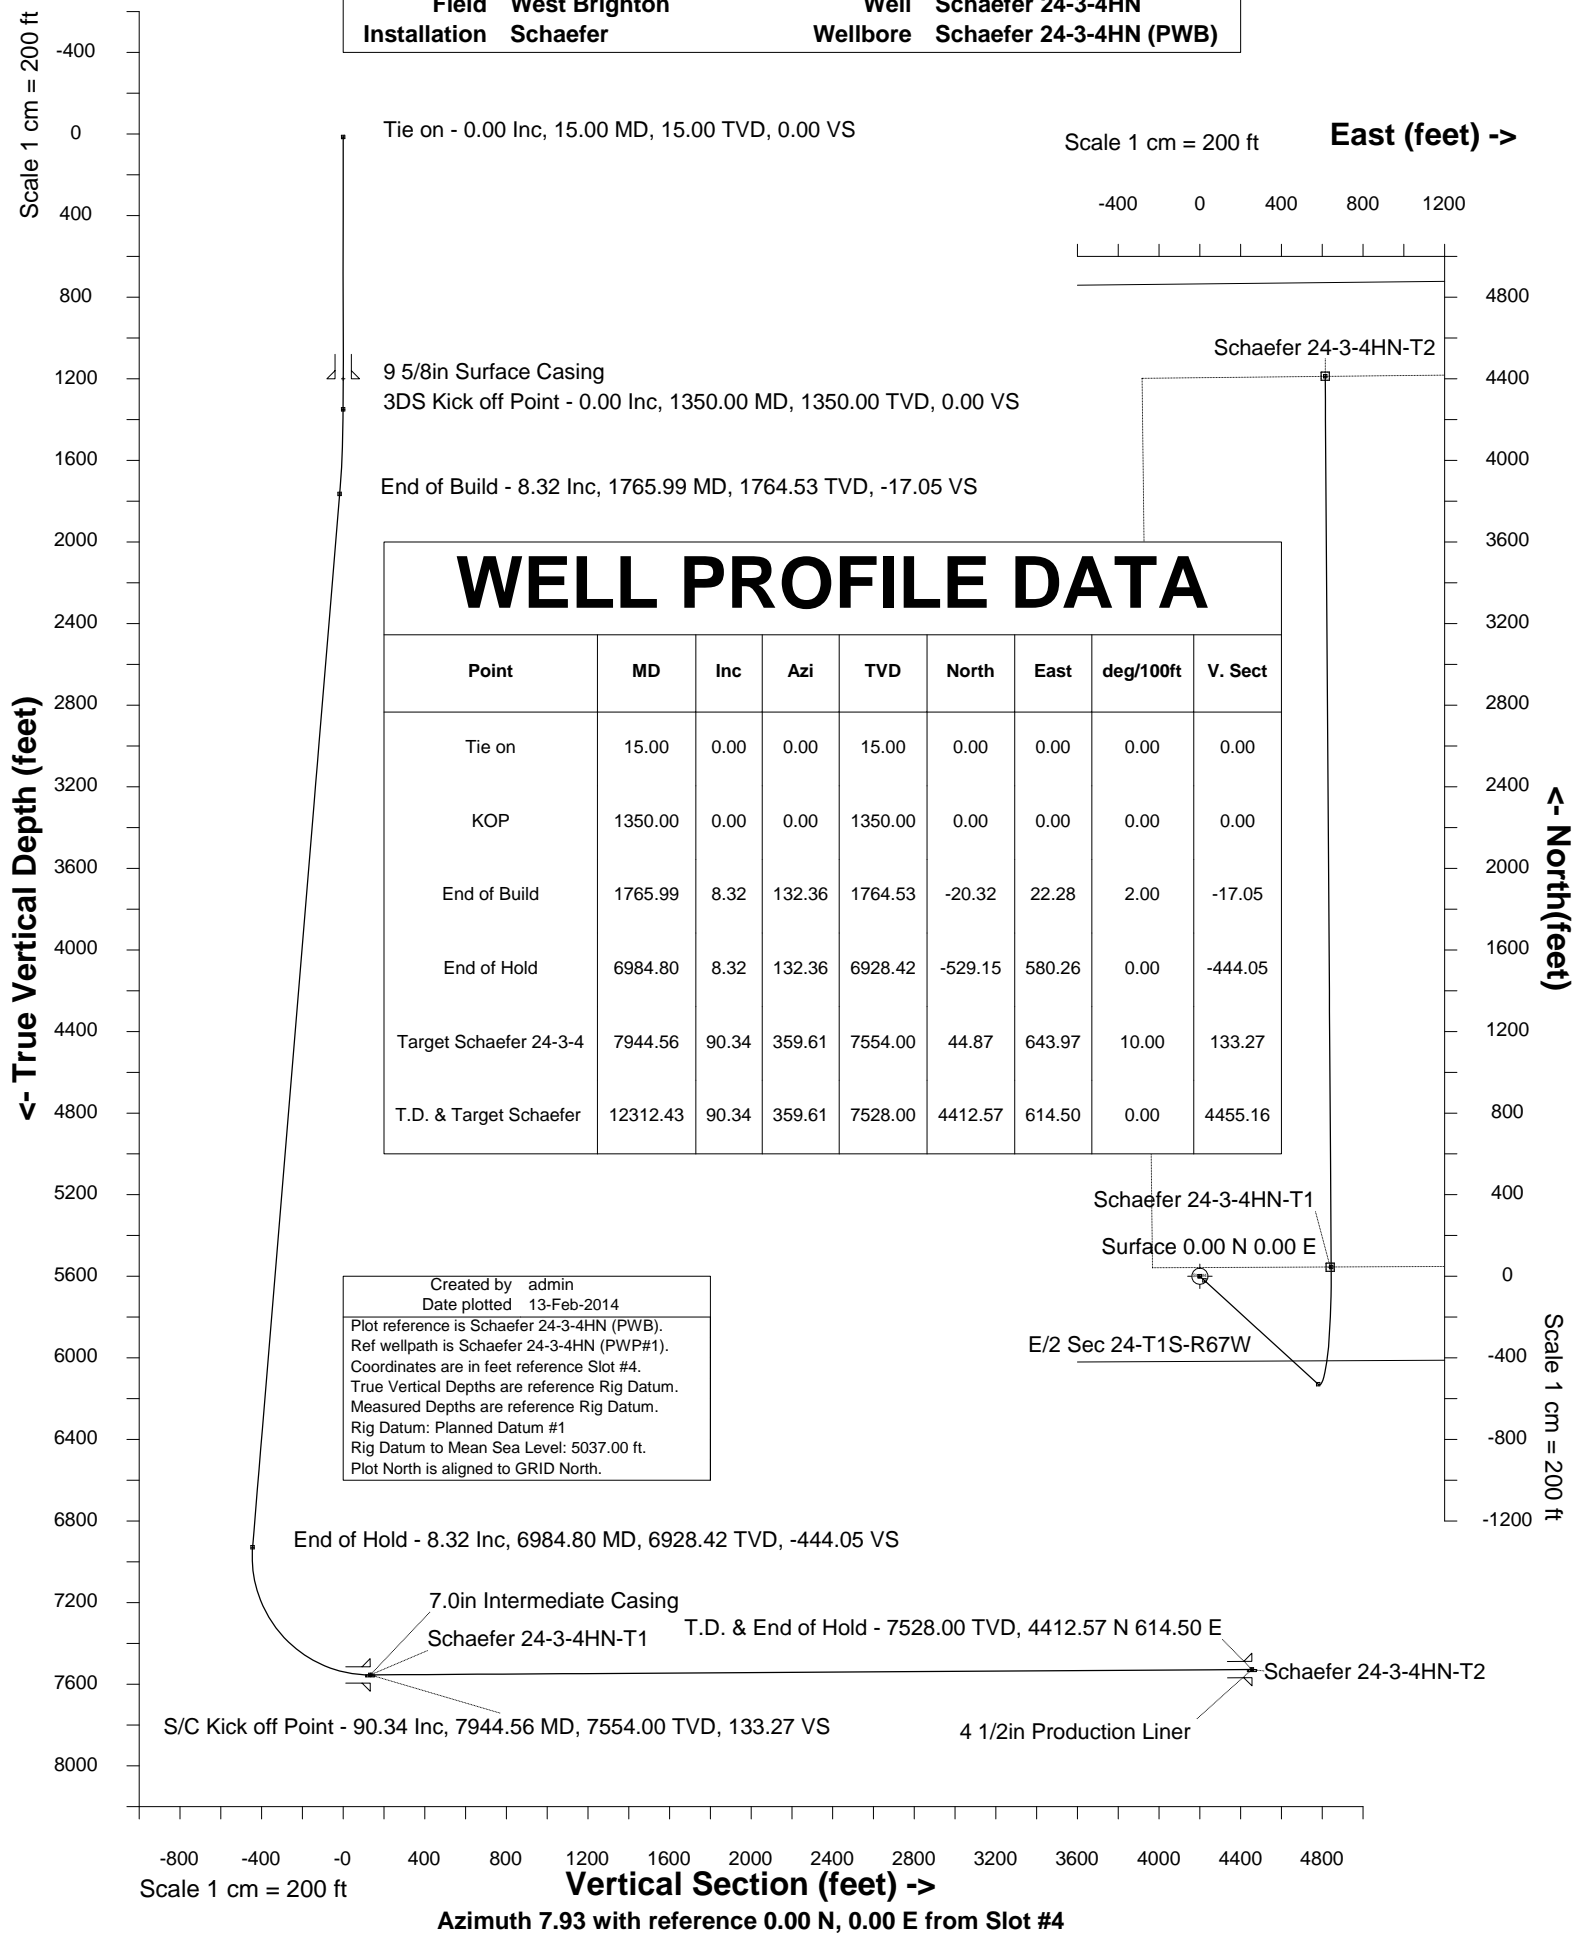 Field West Brighton Well Schaefer 24-3-4HN
Installation Schaefer Wellbore Schaefer 24-3-4HN (PWB)
Scale 1 cm = 200 ft
-400
0
400
800
1200
1600
2000
2400
2800
3200
3600
4000
4400
4800
5200
5600
6000
6400
6800
7200
7600
8000
<- True Vertical Depth (feet)
Tie on - 0.00 Inc, 15.00 MD, 15.00 TVD, 0.00 VS
9 5/8in Surface Casing
3DS Kick off Point - 0.00 Inc, 1350.00 MD, 1350.00 TVD, 0.00 VS
End of Build - 8.32 Inc, 1765.99 MD, 1764.53 TVD, -17.05 VS
Scale 1 cm = 200 ft East (feet) ->
-400 0 400 800 1200
Schaefer 24-3-4HN-T2
4800
4400
4000
3600
3200
2800
2400
2000
1600
1200
800
400
0
-400
-800
-1200
<- North(feet)
Scale 1 cm = 200 ft
WELL PROFILE DATA
Point MD Inc Azi TVD North East deg/100ft V. Sect
Tie on 15.00 0.00 0.00 15.00 0.00 0.00 0.00 0.00
KOP 1350.00 0.00 0.00 1350.00 0.00 0.00 0.00 0.00
End of Build 1765.99 8.32 132.36 1764.53 -20.32 22.28 2.00 -17.05
End of Hold 6984.80 8.32 132.36 6928.42 -529.15 580.26 0.00 -444.05
Target Schaefer 24-3-4 7944.56 90.34 359.61 7554.00 44.87 643.97 10.00 133.27
T.D. & Target Schaefer 12312.43 90.34 359.61 7528.00 4412.57 614.50 0.00 4455.16
Schaefer 24-3-4HN-T1
Surface 0.00 N 0.00 E
E/2 Sec 24-T1S-R67W
Created by admin
Date plotted 13-Feb-2014
Plot reference is Schaefer 24-3-4HN (PWB).
Ref wellpath is Schaefer 24-3-4HN (PWP#1).
Coordinates are in feet reference Slot #4.
True Vertical Depths are reference Rig Datum.
Measured Depths are reference Rig Datum.
Rig Datum: Planned Datum #1
Rig Datum to Mean Sea Level: 5037.00 ft.
Plot North is aligned to GRID North.
End of Hold - 8.32 Inc, 6984.80 MD, 6928.42 TVD, -444.05 VS
7.0in Intermediate Casing
Schaefer 24-3-4HN-T1
T.D. & End of Hold - 7528.00 TVD, 4412.57 N 614.50 E
Schaefer 24-3-4HN-T2
S/C Kick off Point - 90.34 Inc, 7944.56 MD, 7554.00 TVD, 133.27 VS
4 1/2in Production Liner
-800 -400 -0 400 800 1200 1600 2000 2400 2800 3200 3600 4000 4400 4800
Scale 1 cm = 200 ft Vertical Section (feet) ->
Azimuth 7.93 with reference 0.00 N, 0.00 E from Slot #4